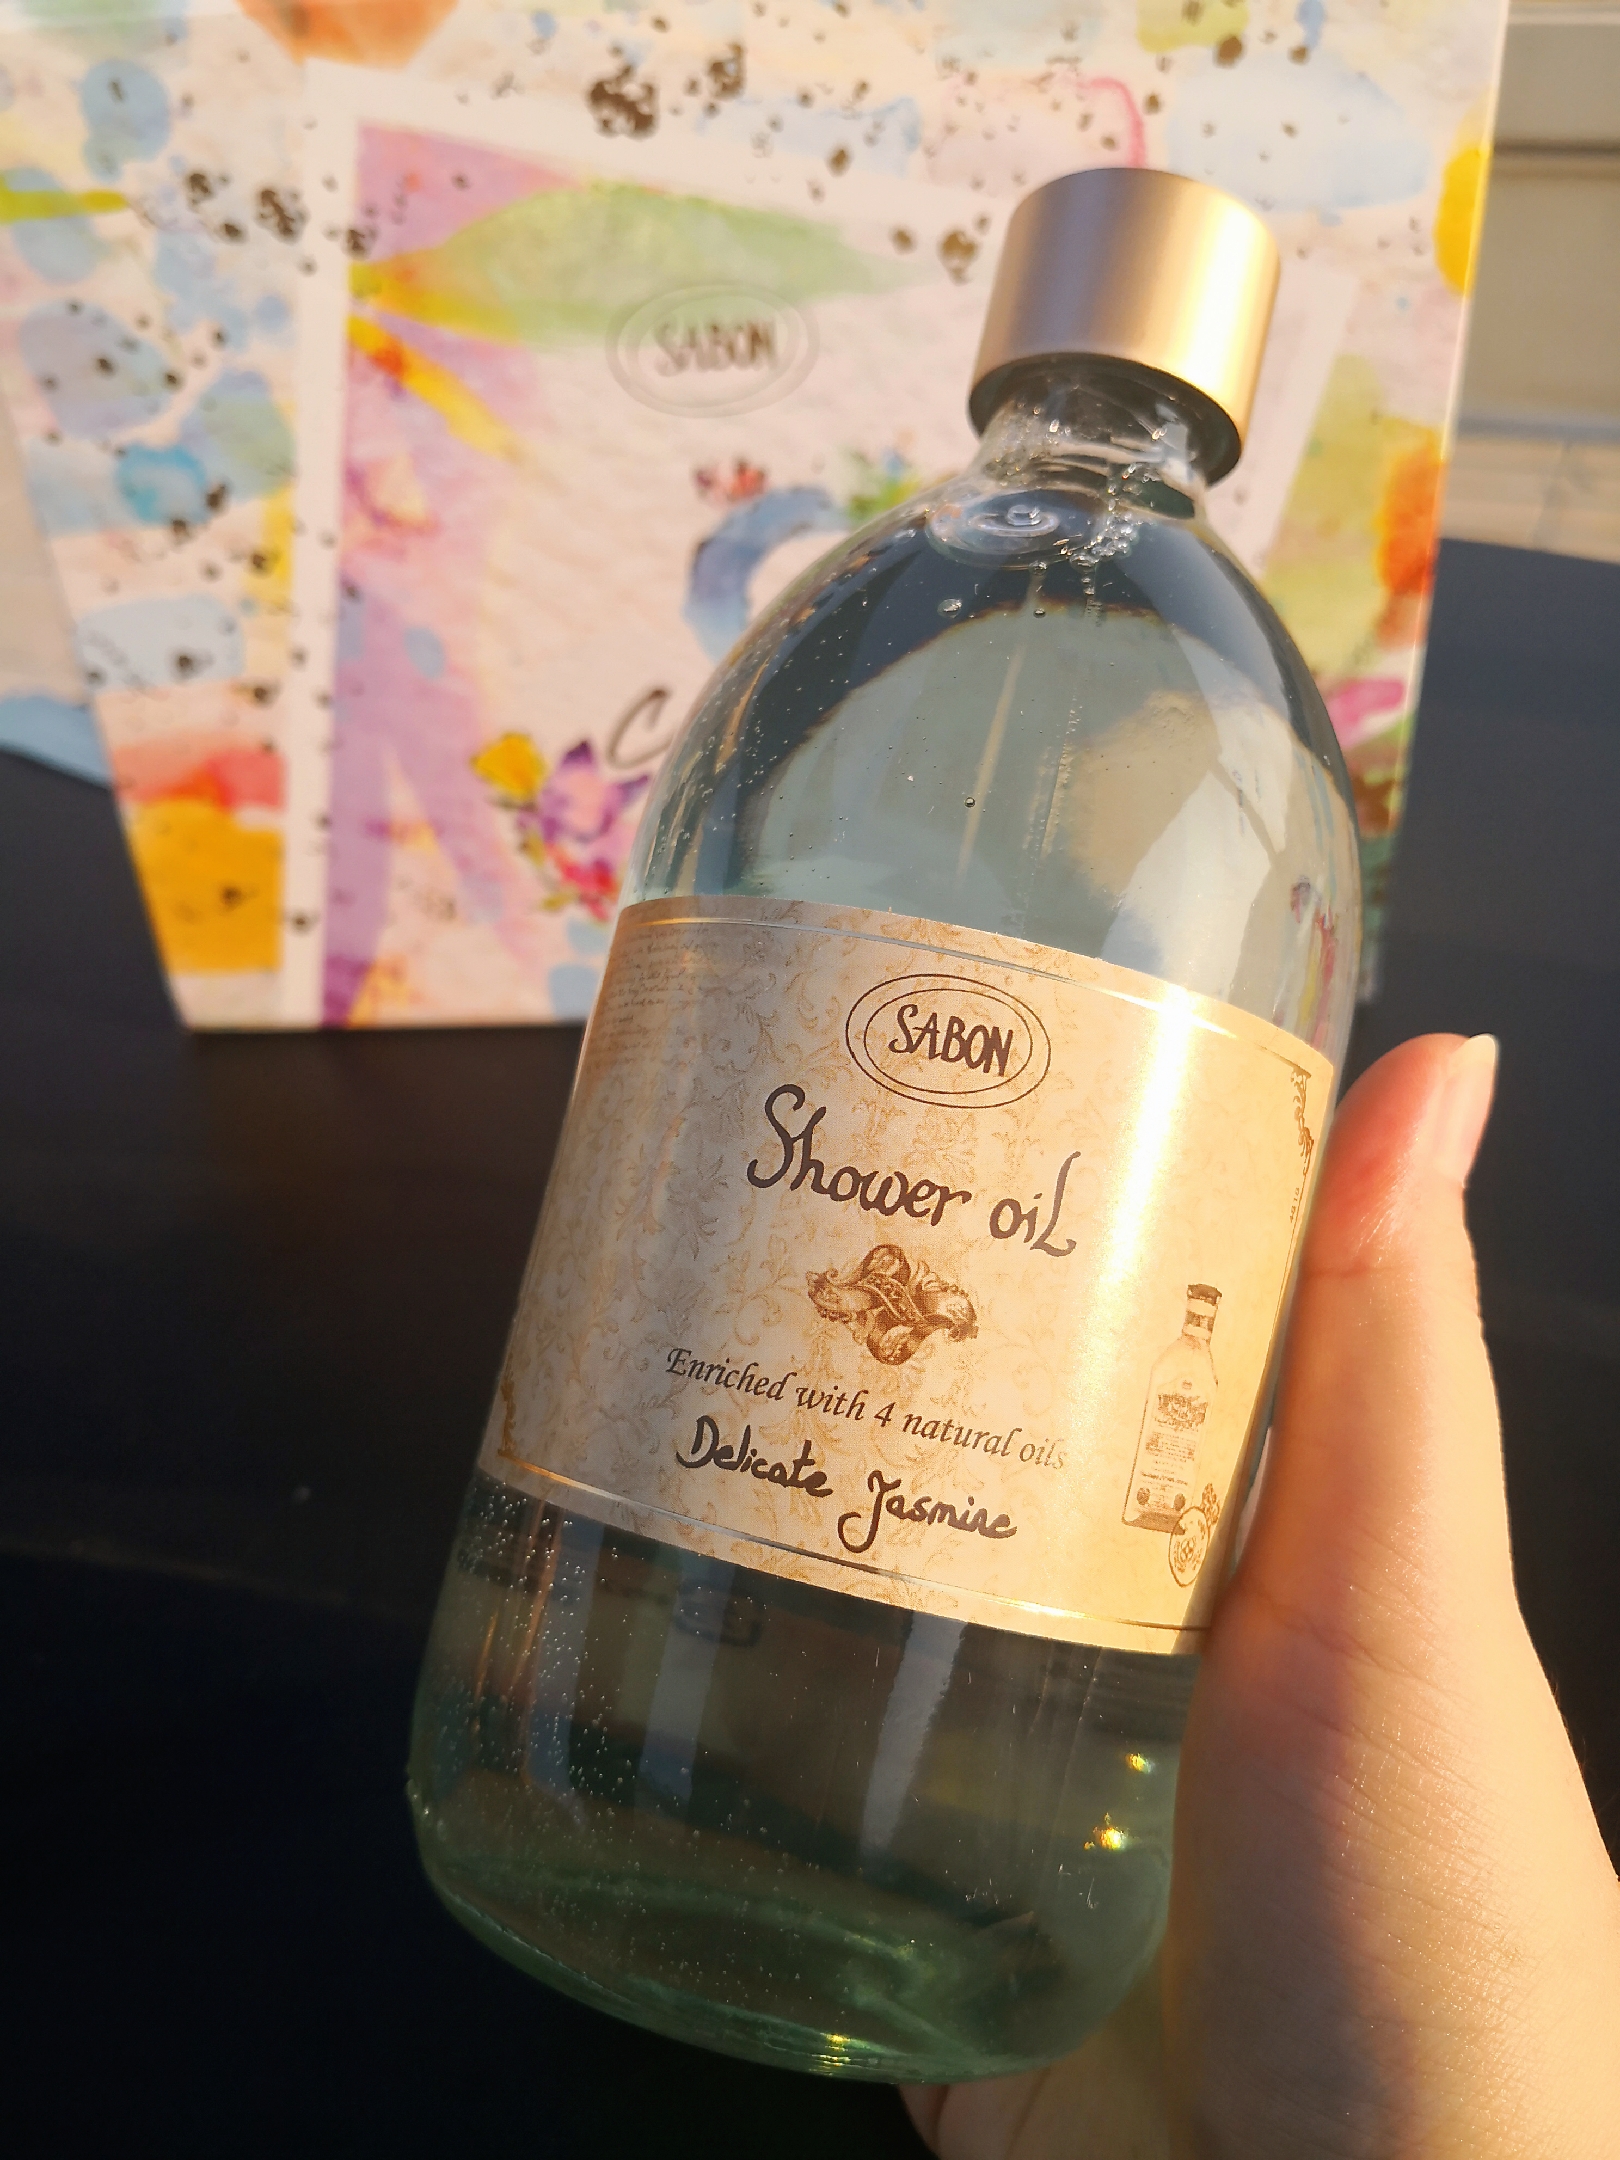 SABON
SABON
Shower oil
Enriched with 4 natural oils
Delicate Jasmine